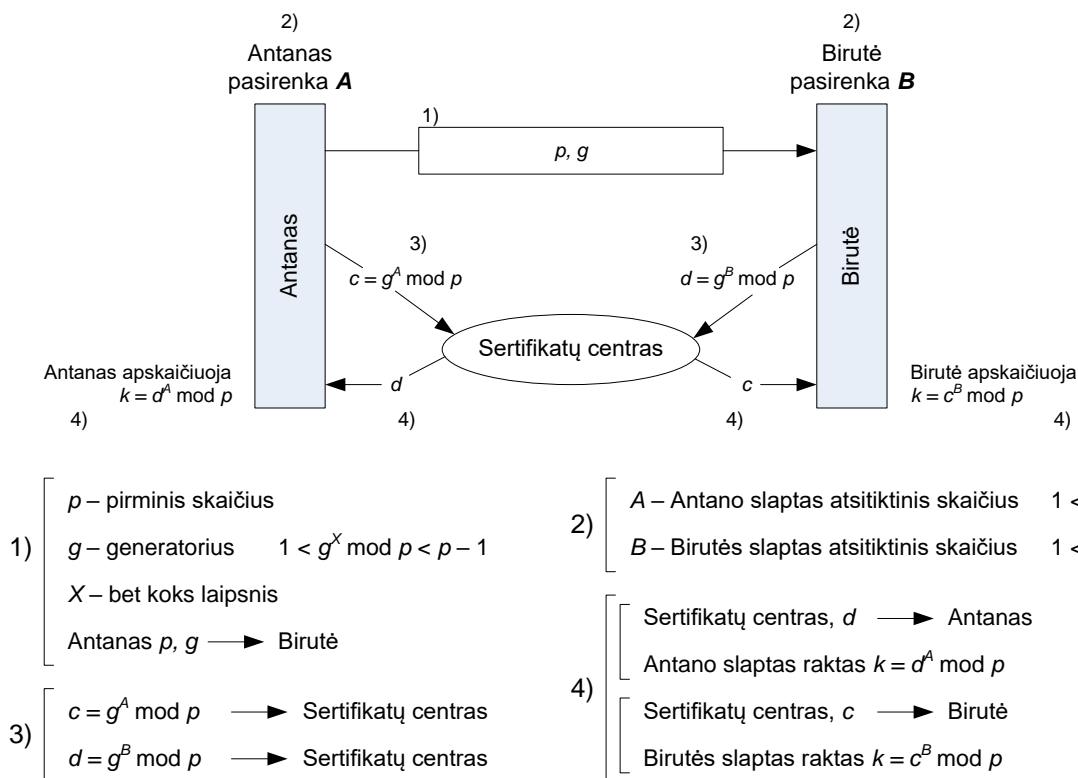 2)
Antanas
pasirenka A
2)
Birutė
pasirenka B
1)
p, g
Antanas
Birutė
3)
c = g^A mod p
3)
d = g^B mod p
Sertifikatų centras
d
c
Antanas apskaičiuoja
k = d^A mod p
4)
4)
4)
Birutė apskaičiuoja
k = c^B mod p
4)
1)
p – pirminis skaičius
g – generatorius 1 < g^X mod p < p – 1
X – bet koks laipsnis
Antanas p, g → Birutė
2)
A – Antano slaptas atsitiktinis skaičius 1 <
B – Birutės slaptas atsitiktinis skaičius 1 <
3)
c = g^A mod p → Sertifikatų centras
d = g^B mod p → Sertifikatų centras
4)
Sertifikatų centras, d → Antanas
Antano slaptas raktas k = d^A mod p
Sertifikatų centras, c → Birutė
Birutės slaptas raktas k = c^B mod p